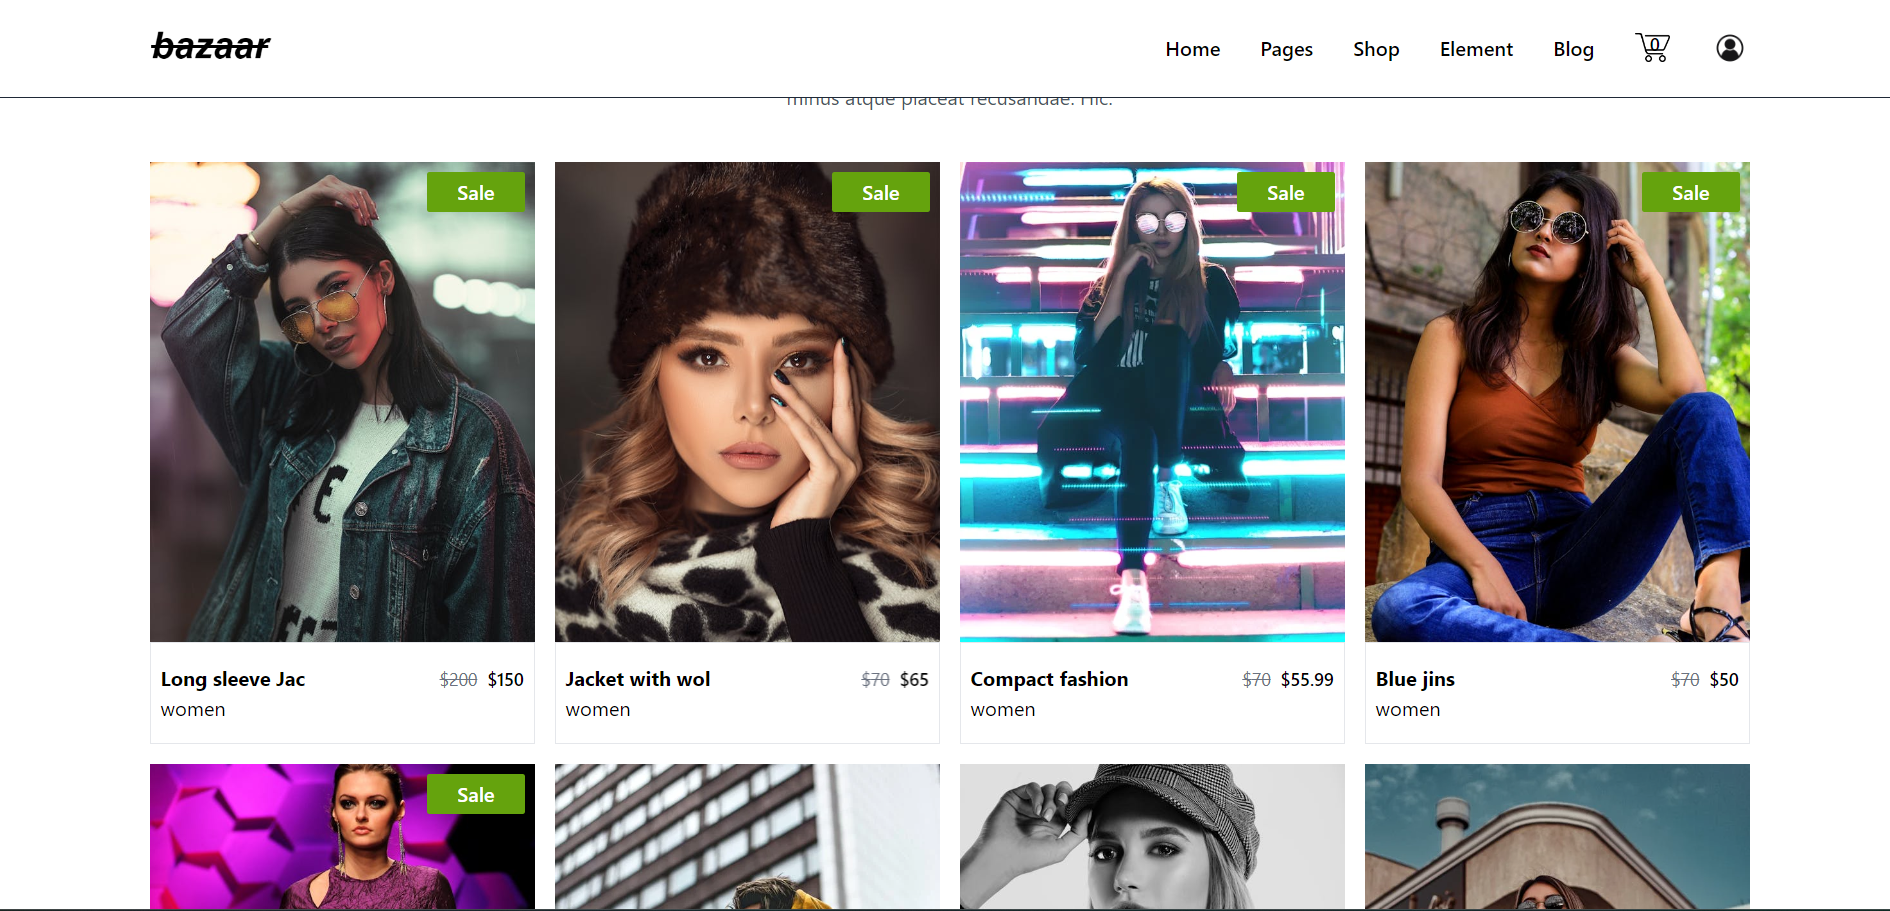 bazaar
Home Pages Shop Element Blog 0
minus atque placeat recusandae. Hic.
Sale
Sale
Sale
Sale
Long sleeve Jac $200 $150
women
Jacket with wol $70 $65
women
Compact fashion $70 $55.99
women
Blue jins $70 $50
women
Sale